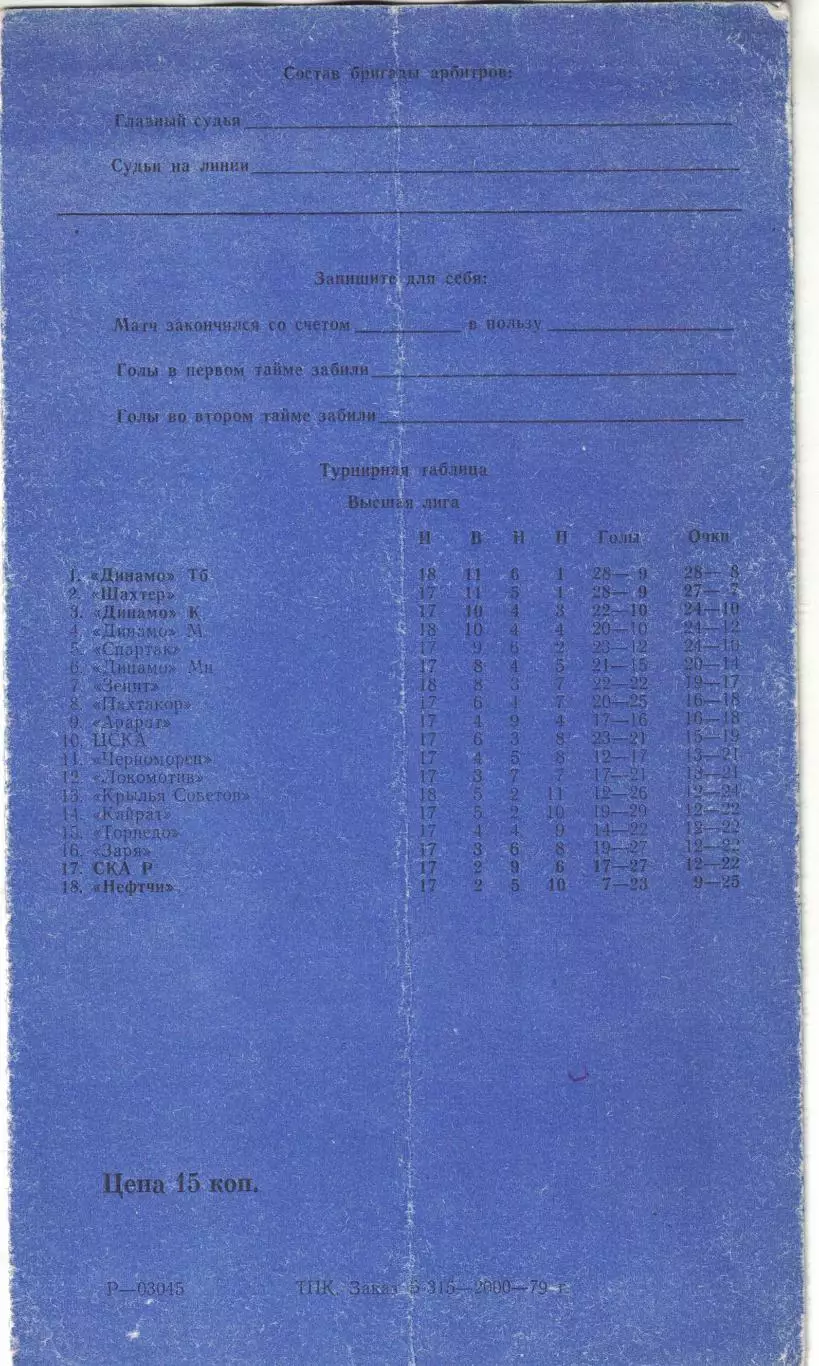 Состав бригады арбитров:
Главный судья
Судьи на линии
Запишите для себя:
Матч закончился со счетом в пользу
Голы в первом тайме забили
Голы во втором тайме забили
Турнирная таблица
Высшая лига
И В Н П Голы Очки
1. «Динамо» Тб 18 11 6 1 28—9 28—8
2. «Шахтер» 17 11 5 1 28—9 27—7
3. «Динамо» К 17 10 4 3 22—10 24—10
4. «Динамо» М 18 10 4 4 20—10 24—12
5. «Спартак» 17 9 6 2 23—12 24—10
6. «Динамо» Мн 17 8 4 5 21—15 20—14
7. «Зенит» 18 8 3 7 22—22 19—17
8. «Пахтакор» 17 6 4 7 20—25 16—18
9. «Арарат» 17 4 9 4 17—16 16—18
10. ЦСКА 17 6 3 8 23—21 15—19
11. «Черноморец» 17 4 5 8 12—17 13—21
12. «Локомотив» 17 3 7 7 17—21 13—21
13. «Крылья Советов» 18 5 2 11 12—26 12—24
14. «Кайрат» 17 5 2 10 19—29 12—22
15. «Торпедо» 17 4 4 9 14—22 12—22
16. «Заря» 17 3 6 8 19—27 12—22
17. СКА Р 17 2 9 6 17—27 12—22
18. «Нефтчи» 17 2 5 10 7—23 9—25
Цена 15 коп.
Р—03045 ТПК. Заказ 5-315—2000—79 г.